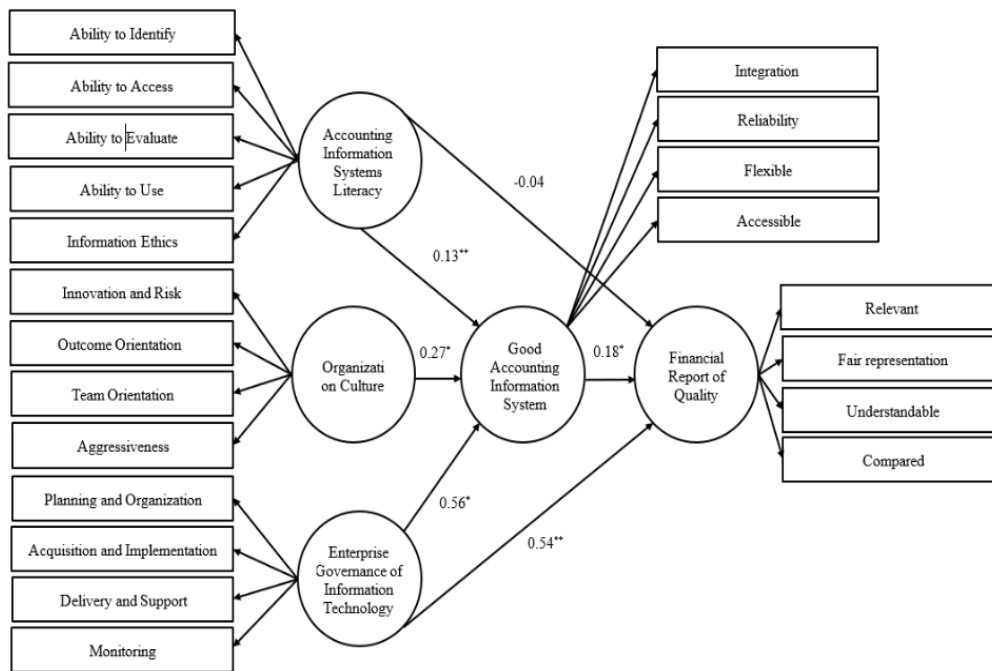 Ability to Identify
Ability to Access
Ability to Evaluate
Ability to Use
Information Ethics
Innovation and Risk
Outcome Orientation
Team Orientation
Aggressiveness
Planning and Organization
Acquisition and Implementation
Delivery and Support
Monitoring
Accounting
Information
Systems
Literacy
Organizati
on Culture
Enterprise
Governance of
Information
Technology
-0.04
0.13**
0.27*
0.56*
0.54**
Good
Accounting
Information
System
0.18*
Integration
Reliability
Flexible
Accessible
Financial
Report of
Quality
Relevant
Fair representation
Understandable
Compared